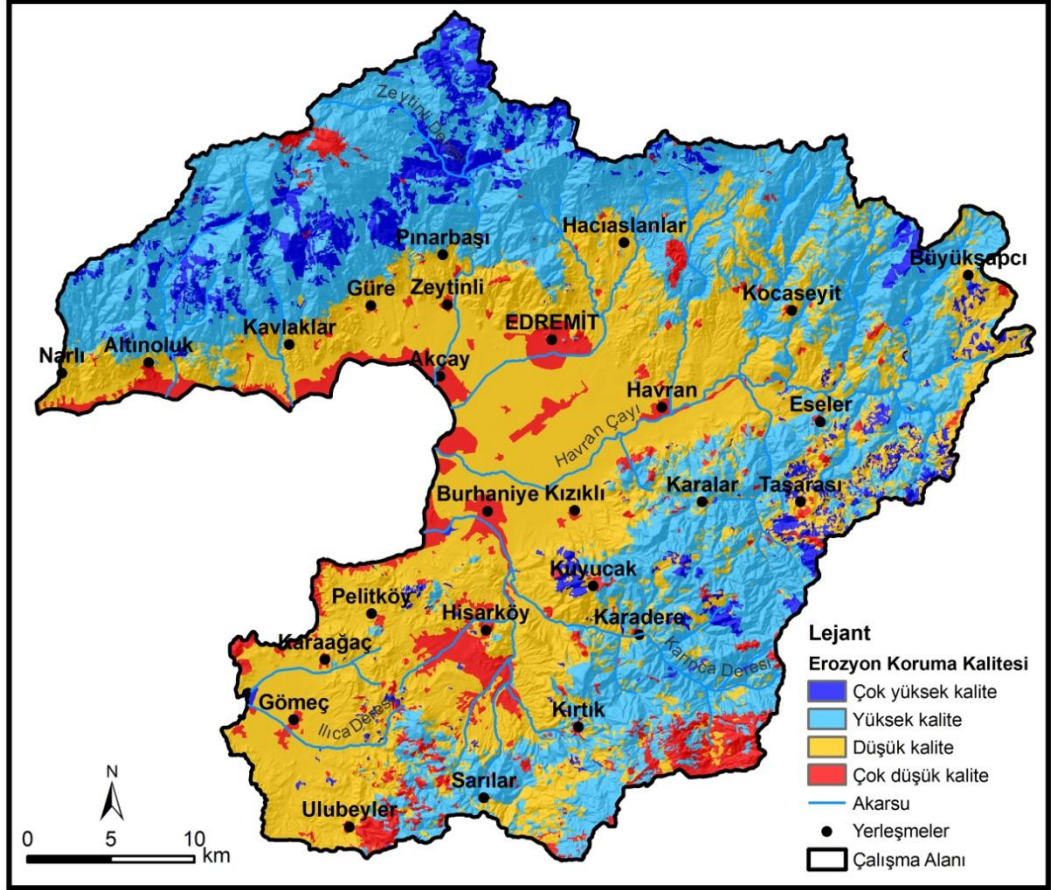 Zeytinli Deresi
Hacıaslanlar
Pınarbaşı
Büyükşapcı
Güre
Zeytinli
Kocaseyit
EDREMİT
Kavlaklar
Narlı
Altınoluk
Akçay
Havran
Havran Çayı
Eseler
Burhaniye
Kızıklı
Karalar
Taşarası
Kuyucak
Pelitköy
Hisarköy
Karadere
Karaağaç
Karınca Deresi
Gömeç
Ilıca Deresi
Kırtık
Sarılar
Ulubeyler
Lejant
Erozyon Koruma Kalitesi
Çok yüksek kalite
Yüksek kalite
Düşük kalite
Çok düşük kalite
Akarsu
Yerleşmeler
Çalışma Alanı
N
0 5 10
km